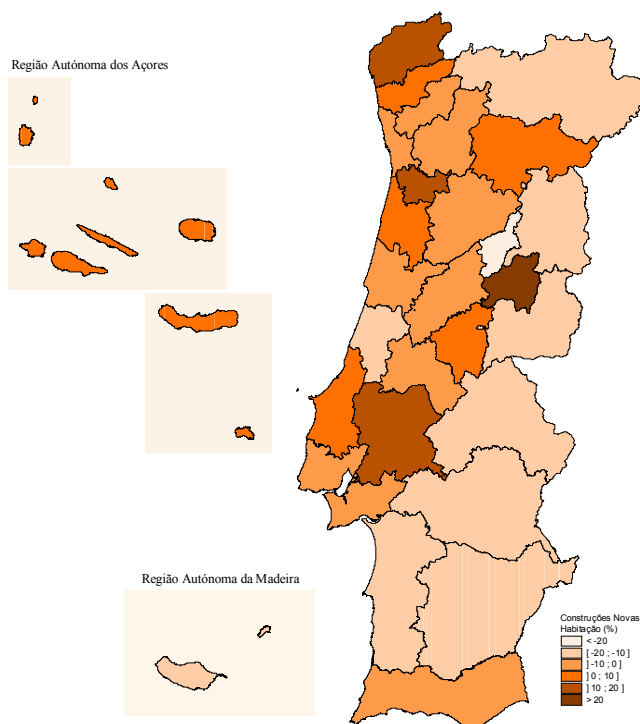 Região Autónoma dos Açores
Região Autónoma da Madeira
Construções Novas
Habitação (%)
< -20
[ -20 ; -10 ]
] -10 ; 0 ]
] 0 ; 10 ]
] 10 ; 20 ]
> 20